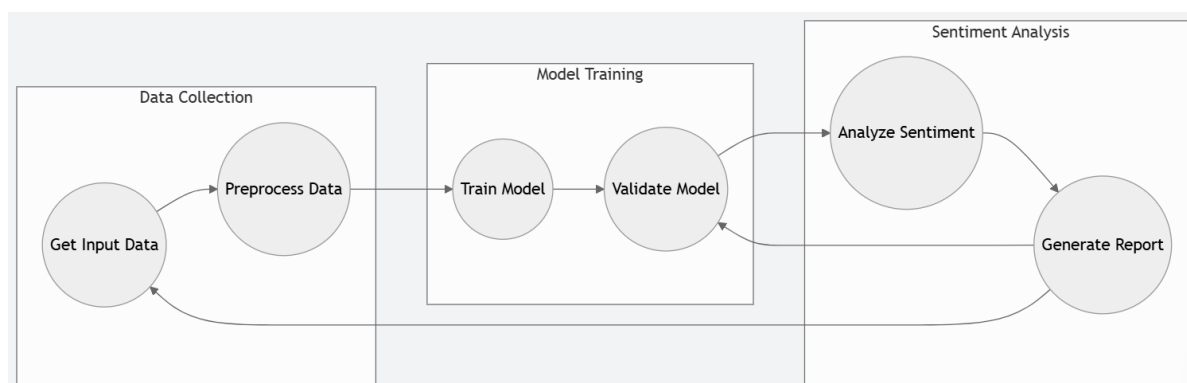 Data Collection
Get Input Data
Preprocess Data
Model Training
Train Model
Validate Model
Sentiment Analysis
Analyze Sentiment
Generate Report